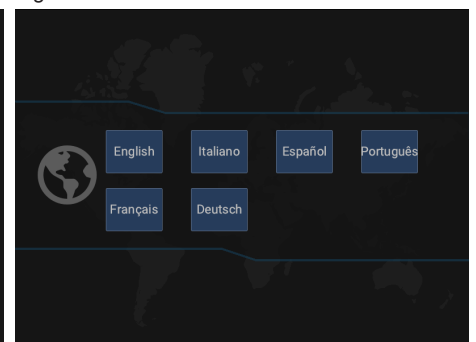 English
Italiano
Español
Português
Français
Deutsch